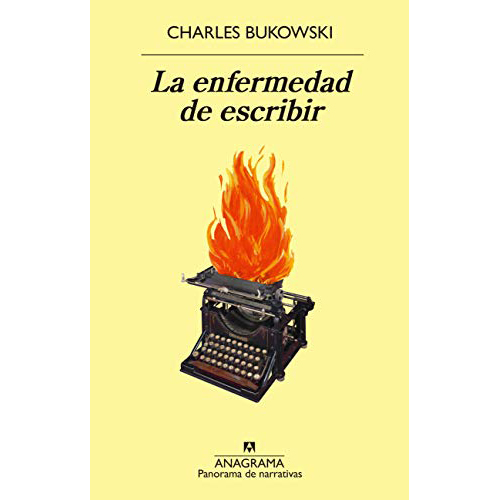 CHARLES BUKOWSKI
La enfermedad
de escribir
ANAGRAMA
Panorama de narrativas